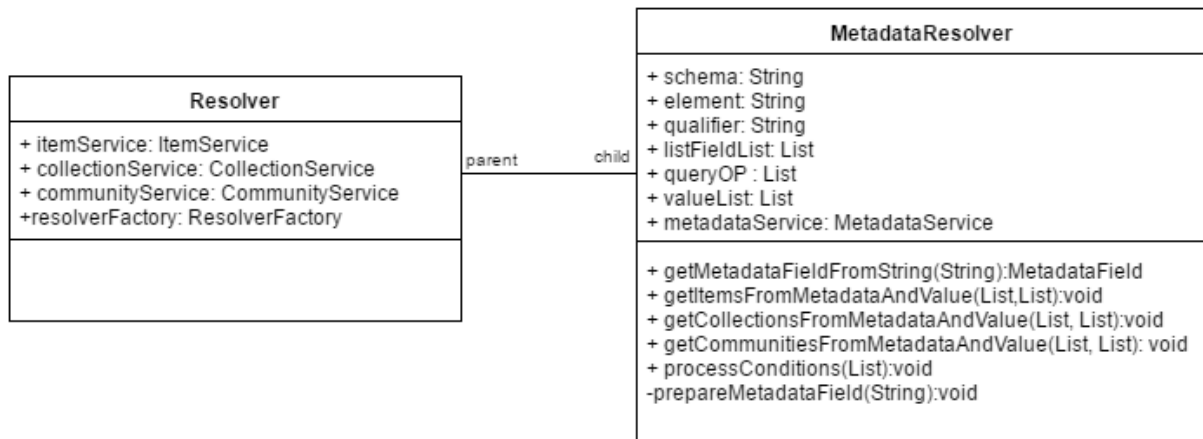 Resolver
+ itemService: ItemService
+ collectionService: CollectionService
+ communityService: CommunityService
+resolverFactory: ResolverFactory
parent
child
MetadataResolver
+ schema: String
+ element: String
+ qualifier: String
+ listFieldList: List
+ queryOP : List
+ valueList: List
+ metadataService: MetadataService
+ getMetadataFieldFromString(String):MetadataField
+ getItemsFromMetadataAndValue(List,List):void
+ getCollectionsFromMetadataAndValue(List, List):void
+ getCommunitiesFromMetadataAndValue(List, List): void
+ processConditions(List):void
-prepareMetadataField(String):void